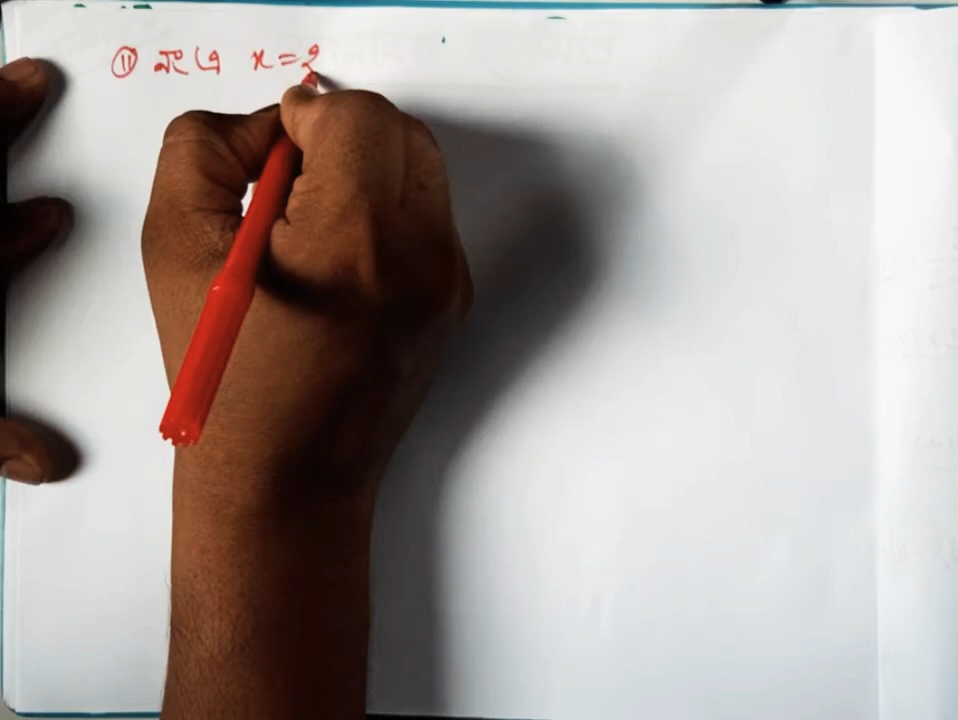 ⑪ নং এ x = 2